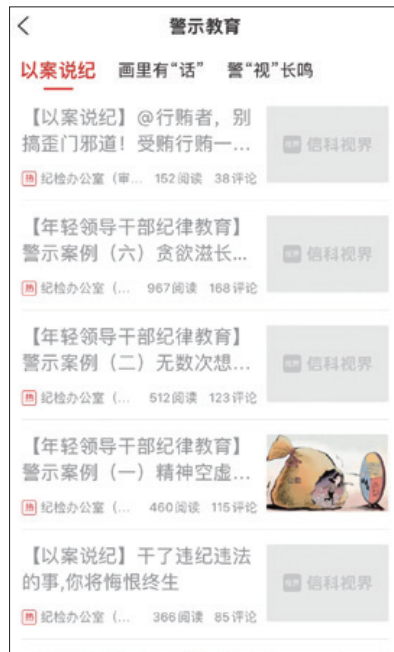 警示教育
以案说纪 画里有“话” 警“视”长鸣
【以案说纪】@行贿者，别
搞歪门邪道！受贿行贿一...
信科视界
热 纪检办公室（审... 152阅读 38评论
【年轻领导干部纪律教育】
警示案例（六）贪欲滋长...
信科视界
热 纪检办公室（... 967阅读 168评论
【年轻领导干部纪律教育】
警示案例（二）无数次想...
信科视界
热 纪检办公室（... 512阅读 123评论
【年轻领导干部纪律教育】
警示案例（一）精神空虚...
热 纪检办公室（... 460阅读 115评论
【以案说纪】干了违纪违法
的事,你将悔恨终生
信科视界
热 纪检办公室（... 366阅读 85评论